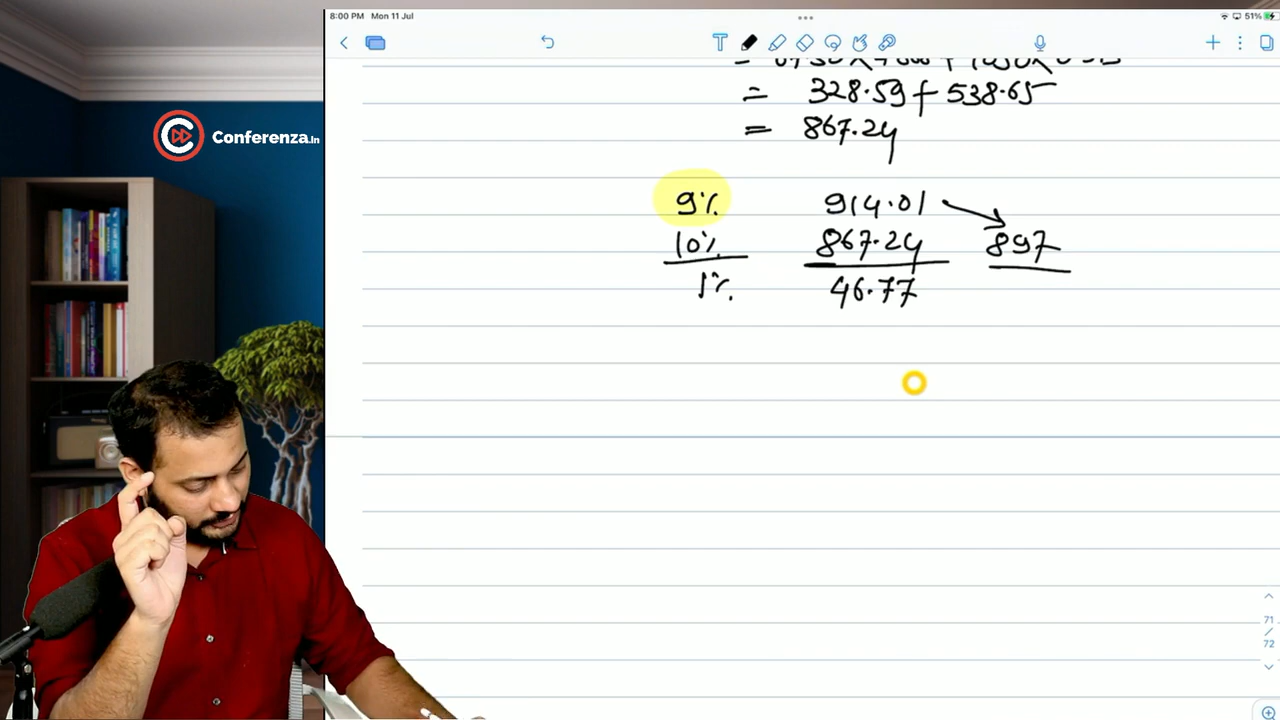 8:00 PM Mon 11 Jul
51%
Conferenza.in
= 328.59 + 538.65
= 867.24
9% 914.01
10% 867.24 897
1% 46.77
71
/
72